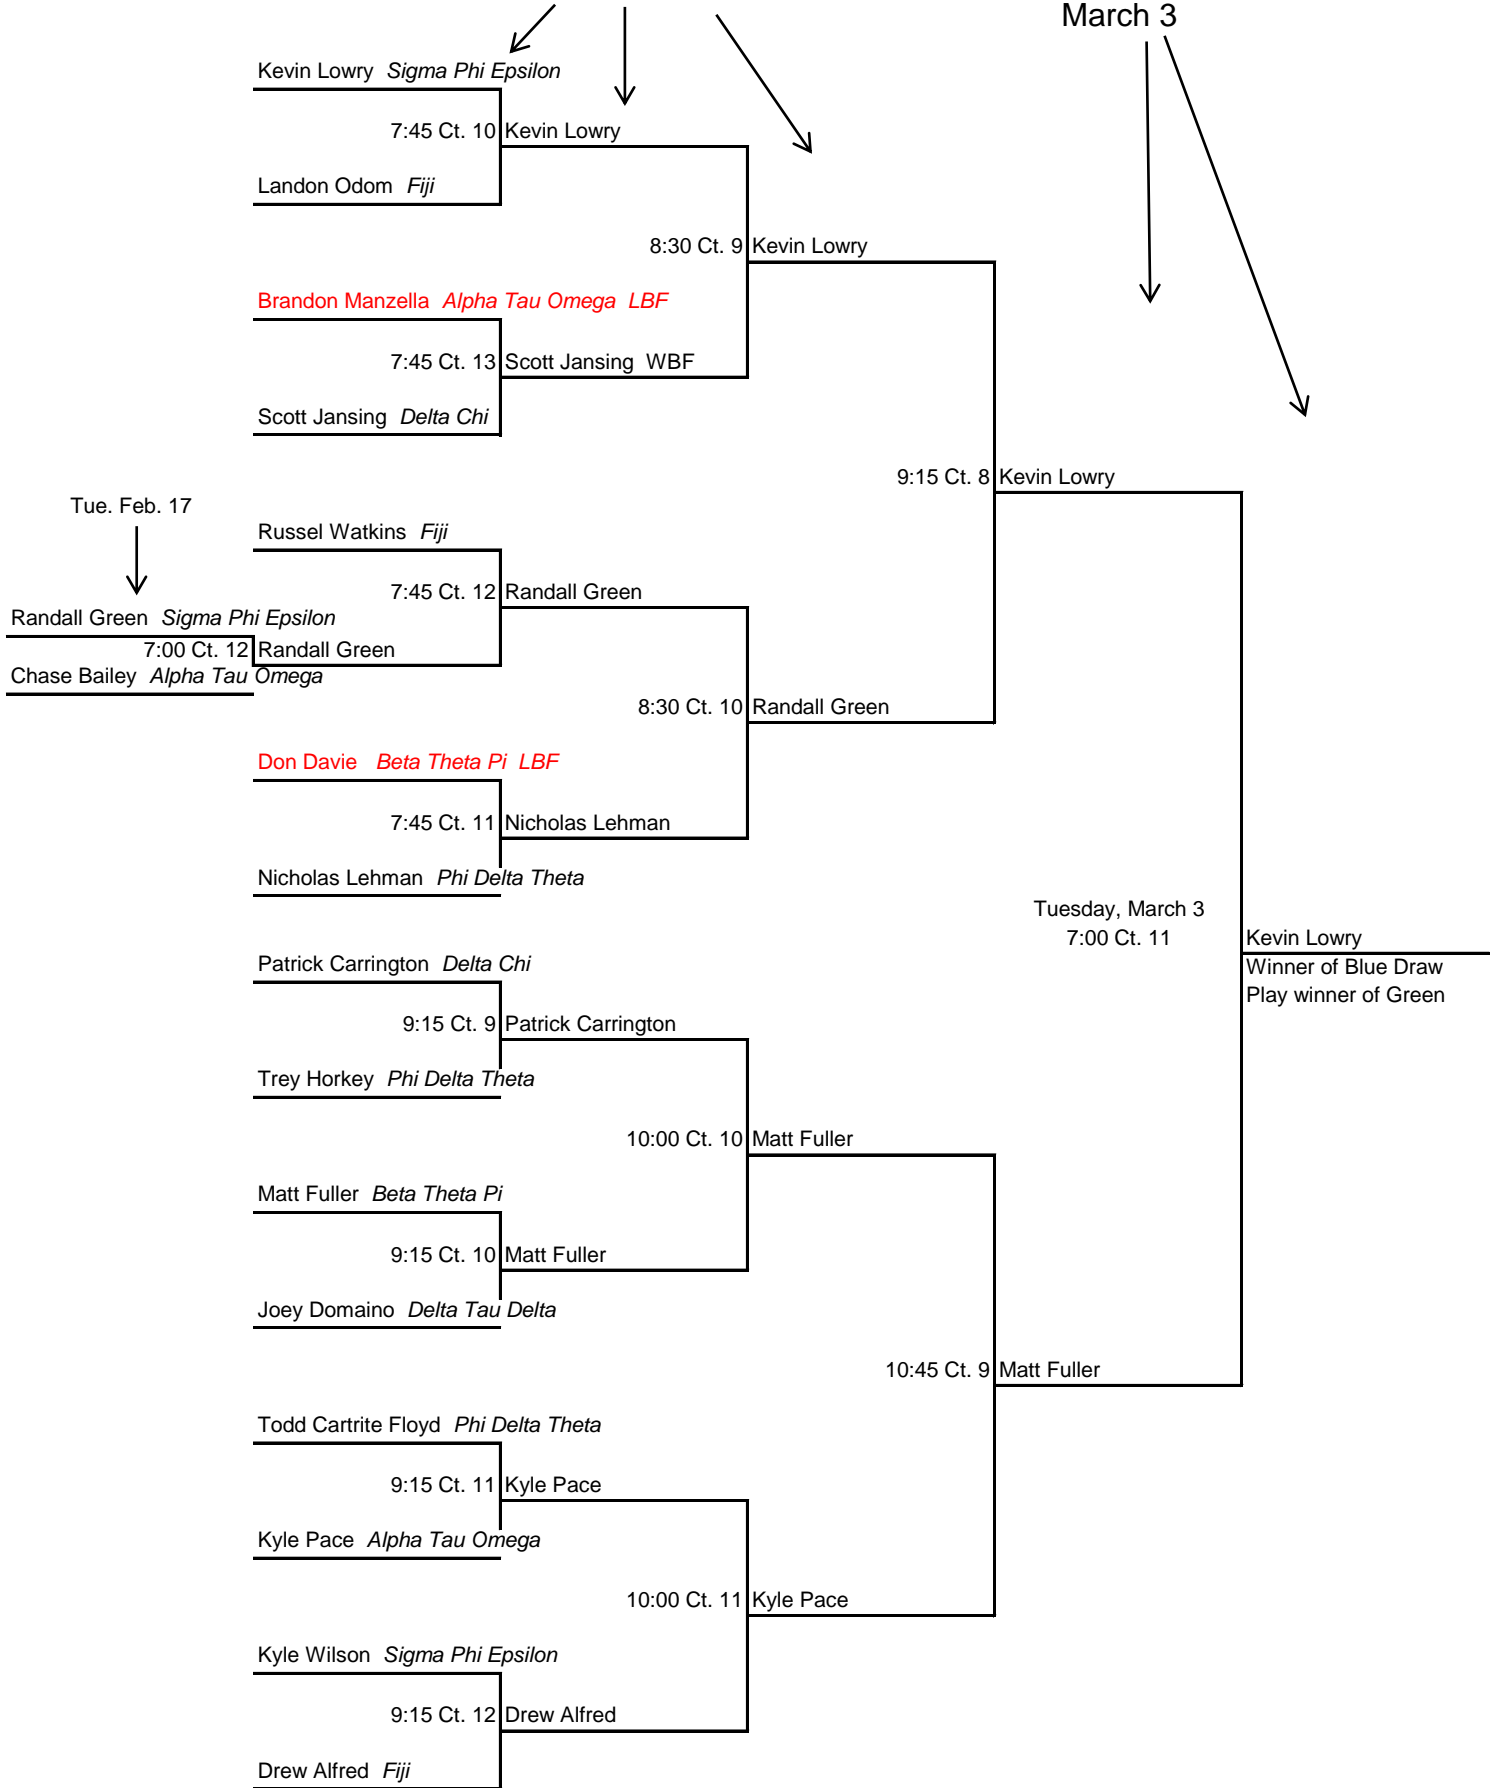 March 3
Kevin Lowry Sigma Phi Epsilon
7:45 Ct. 10 Kevin Lowry
Landon Odom Fiji
8:30 Ct. 9 Kevin Lowry
Brandon Manzella Alpha Tau Omega LBF
7:45 Ct. 13 Scott Jansing WBF
Scott Jansing Delta Chi
9:15 Ct. 8 Kevin Lowry
Tue. Feb. 17
Russel Watkins Fiji
7:45 Ct. 12 Randall Green
Randall Green Sigma Phi Epsilon
7:00 Ct. 12 Randall Green
Chase Bailey Alpha Tau Omega
8:30 Ct. 10 Randall Green
Don Davie Beta Theta Pi LBF
7:45 Ct. 11 Nicholas Lehman
Nicholas Lehman Phi Delta Theta
Tuesday, March 3
7:00 Ct. 11 Kevin Lowry
Winner of Blue Draw
Play winner of Green
Patrick Carrington Delta Chi
9:15 Ct. 9 Patrick Carrington
Trey Horkey Phi Delta Theta
10:00 Ct. 10 Matt Fuller
Matt Fuller Beta Theta Pi
9:15 Ct. 10 Matt Fuller
Joey Domaino Delta Tau Delta
10:45 Ct. 9 Matt Fuller
Todd Cartrite Floyd Phi Delta Theta
9:15 Ct. 11 Kyle Pace
Kyle Pace Alpha Tau Omega
10:00 Ct. 11 Kyle Pace
Kyle Wilson Sigma Phi Epsilon
9:15 Ct. 12 Drew Alfred
Drew Alfred Fiji